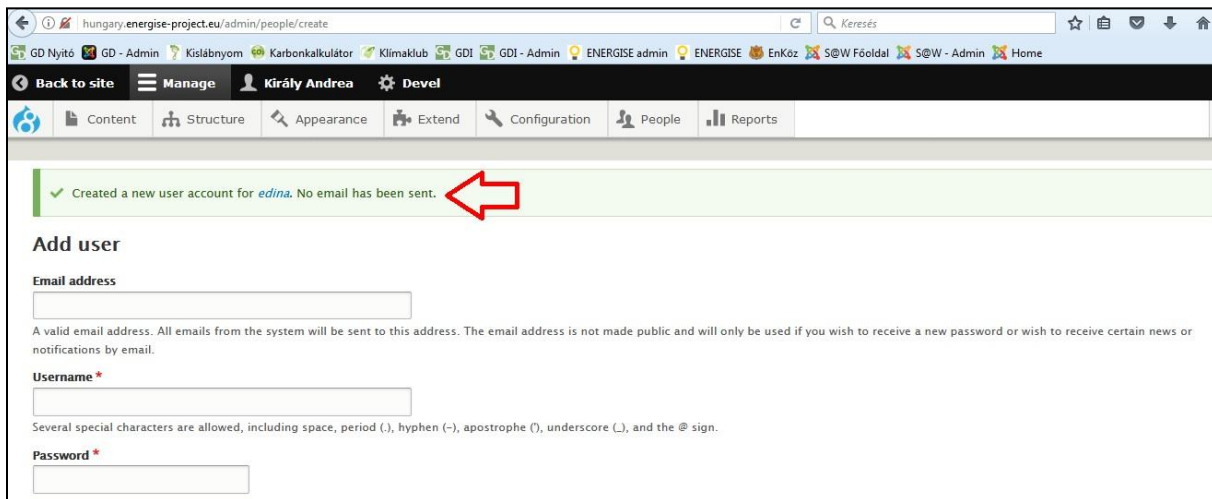 hungary.energise-project.eu/admin/people/create
Keresés
GD Nyitó GD - Admin Kislábnyom Karbonkalkulátor Klímaklub GDI GDI - Admin ENERGISE admin ENERGISE EnKöz S@W Főoldal S@W - Admin Home
Back to site Manage Király Andrea Devel
Content Structure Appearance Extend Configuration People Reports
Created a new user account for edina. No email has been sent.
Add user
Email address
A valid email address. All emails from the system will be sent to this address. The email address is not made public and will only be used if you wish to receive a new password or wish to receive certain news or
notifications by email.
Username *
Several special characters are allowed, including space, period (.), hyphen (-), apostrophe ('), underscore (_), and the @ sign.
Password *